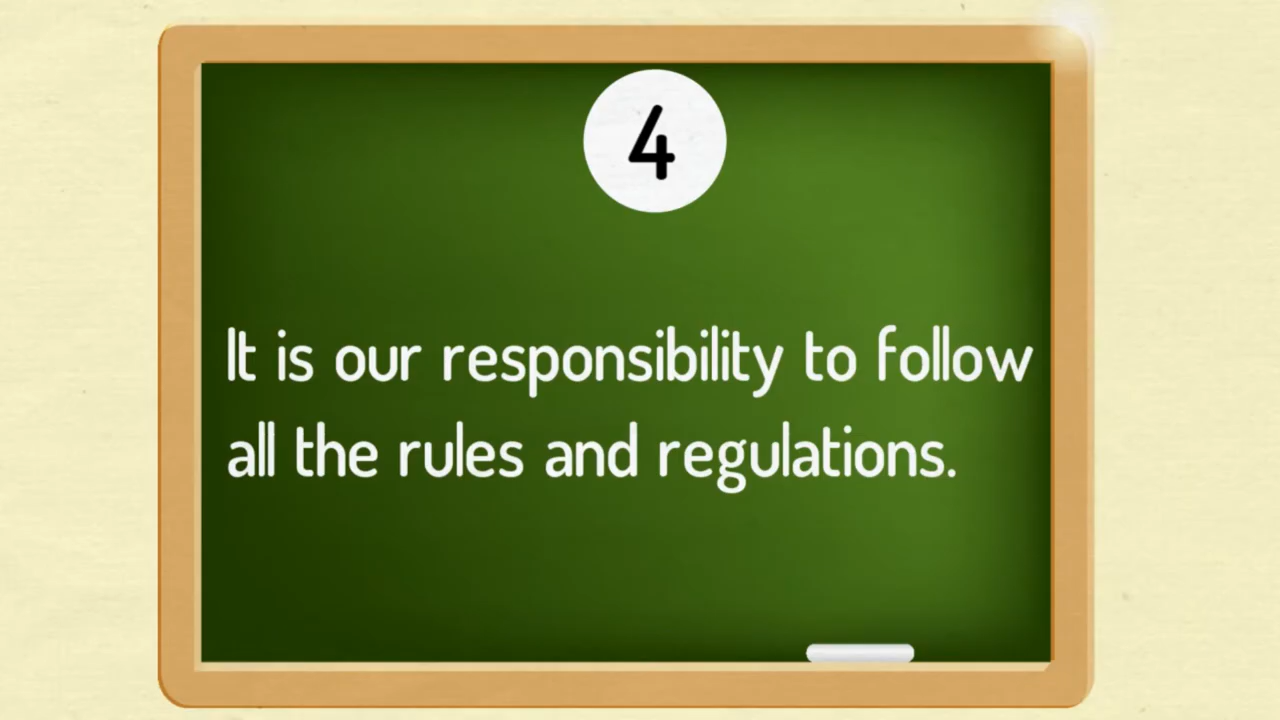 4
It is our responsibility to follow
all the rules and regulations.